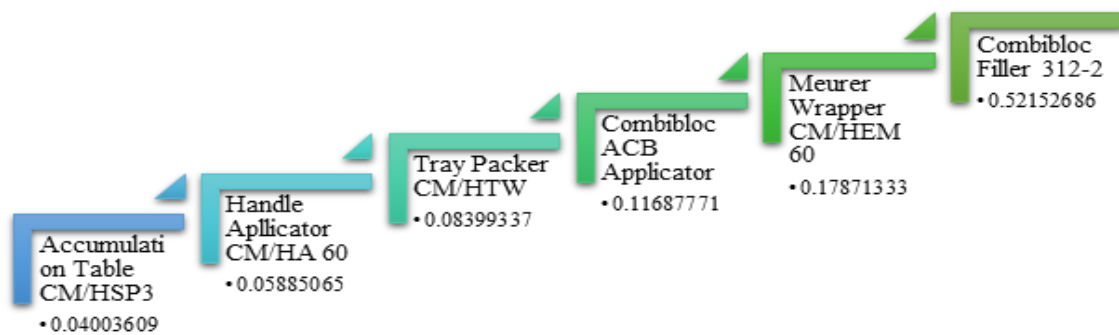 Accumulati
on Table
CM/HSP3
• 0.04003609
Handle
Apllicator
CM/HA 60
• 0.05885065
Tray Packer
CM/HTW
• 0.08399337
Combibloc
ACB
Applicator
• 0.11687771
Meurer
Wrapper
CM/HEM
60
• 0.17871333
Combibloc
Filler 312-2
• 0.52152686